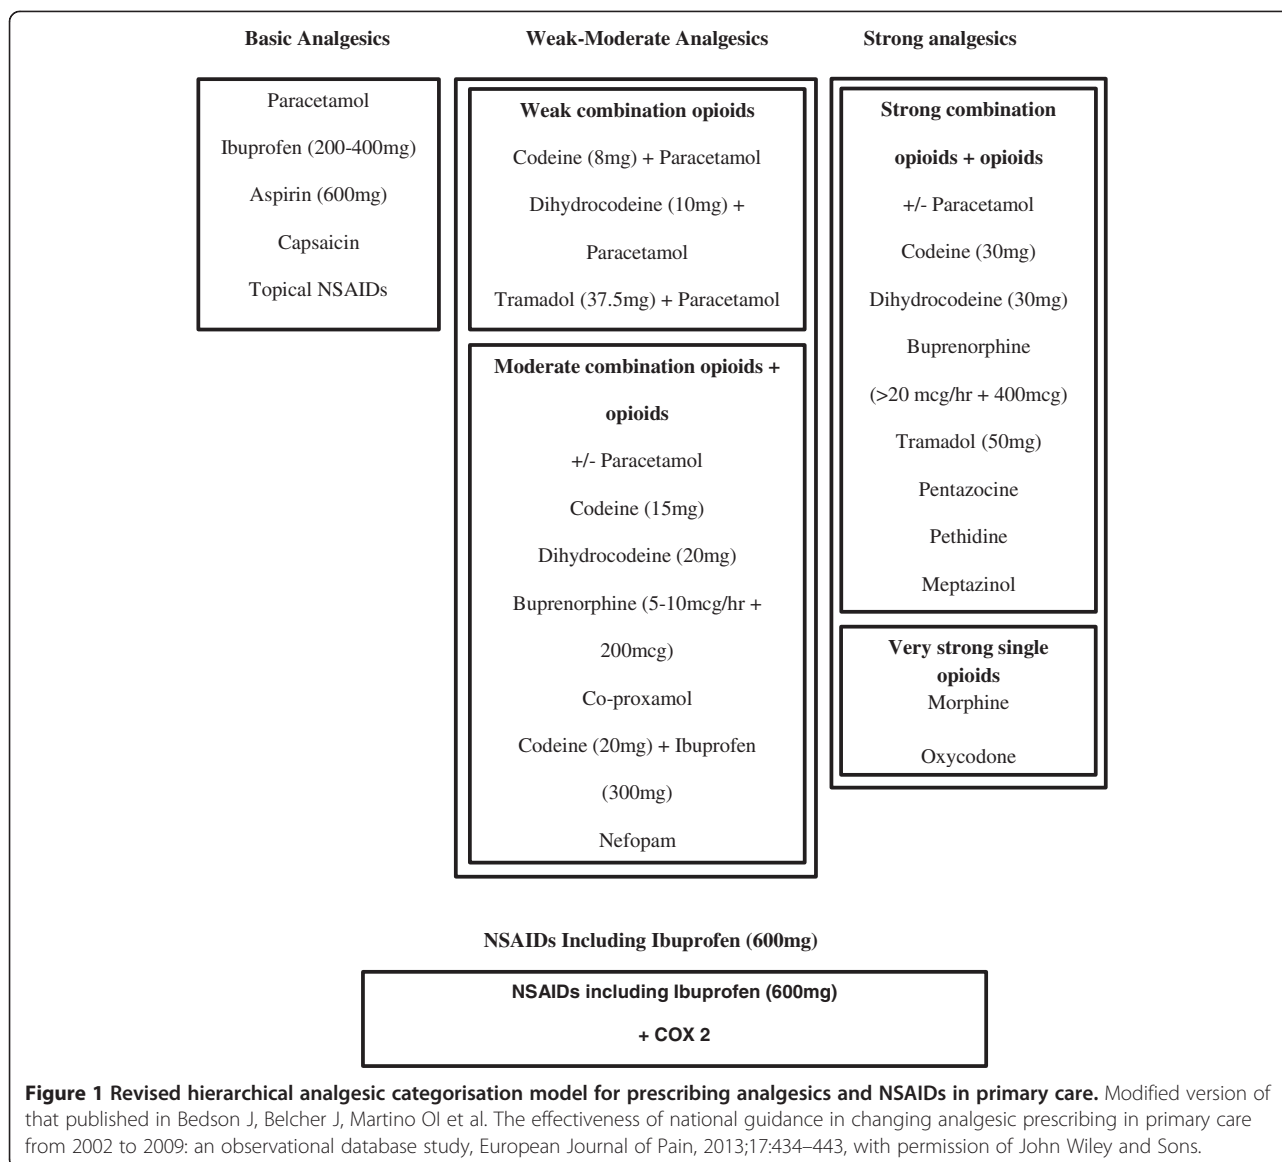 Basic Analgesics
Weak-Moderate Analgesics
Strong analgesics
Paracetamol
Ibuprofen (200-400mg)
Aspirin (600mg)
Capsaicin
Topical NSAIDs
Weak combination opioids
Codeine (8mg) + Paracetamol
Dihydrocodeine (10mg) +
Paracetamol
Tramadol (37.5mg) + Paracetamol
Moderate combination opioids +
opioids
+/- Paracetamol
Codeine (15mg)
Dihydrocodeine (20mg)
Buprenorphine (5-10mcg/hr +
200mcg)
Co-proxamol
Codeine (20mg) + Ibuprofen
(300mg)
Nefopam
Strong combination
opioids + opioids
+/- Paracetamol
Codeine (30mg)
Dihydrocodeine (30mg)
Buprenorphine
(>20 mcg/hr + 400mcg)
Tramadol (50mg)
Pentazocine
Pethidine
Meptazinol
Very strong single
opioids
Morphine
Oxycodone
NSAIDs Including Ibuprofen (600mg)
NSAIDs including Ibuprofen (600mg)
+ COX 2
Figure 1 Revised hierarchical analgesic categorisation model for prescribing analgesics and NSAIDs in primary care. Modified version of
that published in Bedson J, Belcher J, Martino OI et al. The effectiveness of national guidance in changing analgesic prescribing in primary care
from 2002 to 2009: an observational database study, European Journal of Pain, 2013;17:434–443, with permission of John Wiley and Sons.